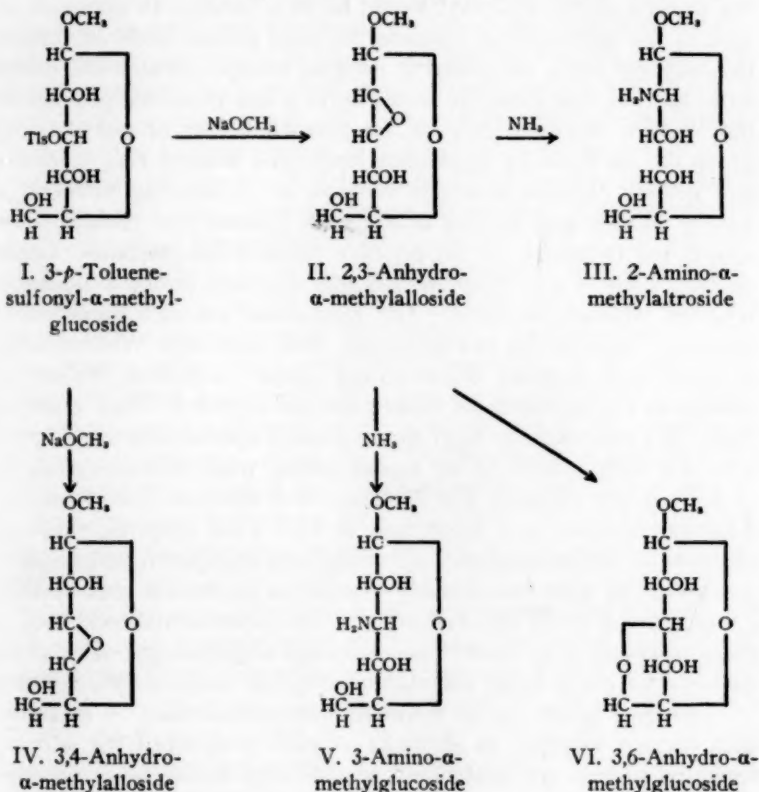 OCH₃
HC
HCOH
TlsOCH
O
HCOH
OH
HC C
H H
NaOCH₃
OCH₃
HC
HC
O
HC
O
HCOH
OH
HC C
H H
NH₃
OCH₃
HC
H₂NCH
HCOH
O
HCOH
OH
HC C
H H
I. 3-p-Toluene-
sulfonyl-α-methyl-
glucoside
II. 2,3-Anhydro-
α-methylalloside
III. 2-Amino-α-
methylaltroside
NaOCH₃
NH₃
OCH₃
HC
HCOH
HC
O
O
HC
OH
HC C
H H
OCH₃
HC
HCOH
H₂NCH
O
HCOH
OH
HC C
H H
OCH₃
HC
HCOH
CH
O
O
HCOH
HC C
H H
IV. 3,4-Anhydro-
α-methylalloside
V. 3-Amino-α-
methylglucoside
VI. 3,6-Anhydro-α-
methylglucoside